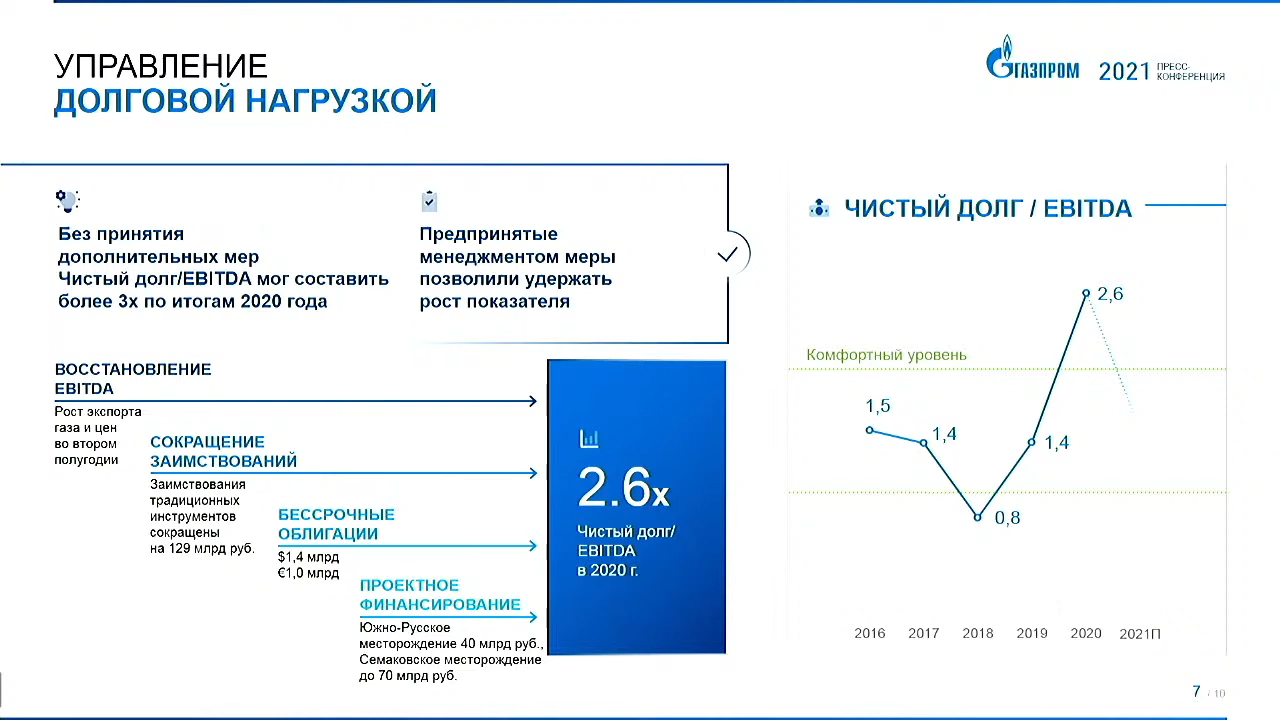 УПРАВЛЕНИЕ
ДОЛГОВОЙ НАГРУЗКОЙ
ГАЗПРОМ
2021 ПРЕСС-
КОНФЕРЕНЦИЯ
Без принятия
дополнительных мер
Чистый долг/EBITDA мог составить
более 3х по итогам 2020 года
Предпринятые
менеджментом меры
позволили удержать
рост показателя
ВОССТАНОВЛЕНИЕ
EBITDA
Рост экспорта
газа и цен
во втором
полугодии
СОКРАЩЕНИЕ
ЗАИМСТВОВАНИЙ
Заимствования
традиционных
инструментов
сокращены
на 129 млрд руб.
БЕССРОЧНЫЕ
ОБЛИГАЦИИ
$1,4 млрд
€1,0 млрд
ПРОЕКТНОЕ
ФИНАНСИРОВАНИЕ
Южно-Русское
месторождение 40 млрд руб.,
Семаковское месторождение
до 70 млрд руб.
2.6х
Чистый долг/
EBITDA
в 2020 г.
ЧИСТЫЙ ДОЛГ / EBITDA
2,6
Комфортный уровень
1,5
1,4
1,4
0,8
2016 2017 2018 2019 2020 2021П
7 / 10